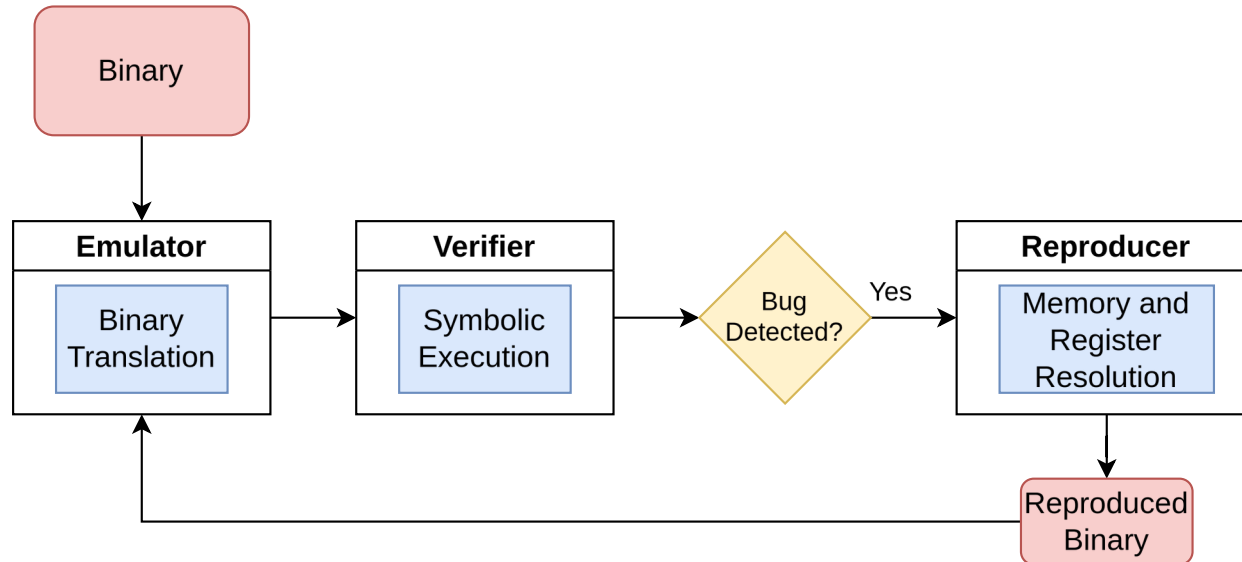 Binary
Emulator
Binary
Translation
Verifier
Symbolic
Execution
Bug
Detected?
Yes
Reproducer
Memory and
Register
Resolution
Reproduced
Binary